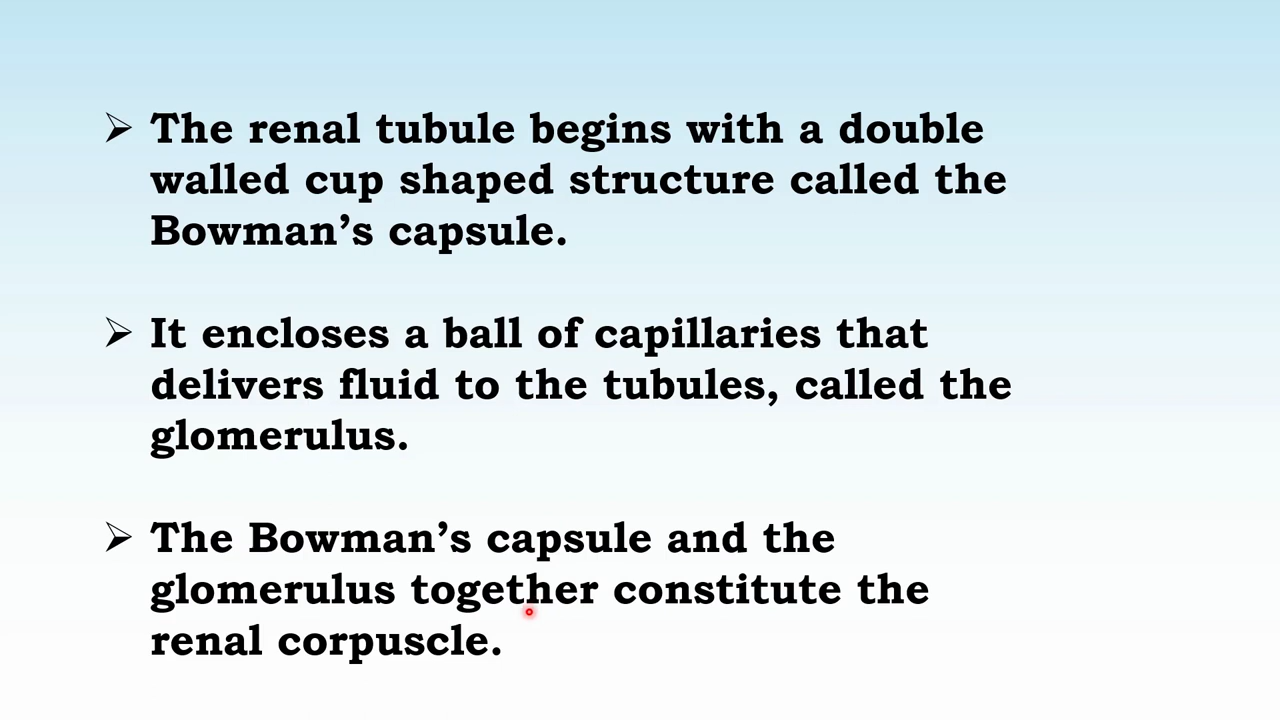 ➢ The renal tubule begins with a double
walled cup shaped structure called the
Bowman’s capsule.
➢ It encloses a ball of capillaries that
delivers fluid to the tubules, called the
glomerulus.
➢ The Bowman’s capsule and the
glomerulus together constitute the
renal corpuscle.